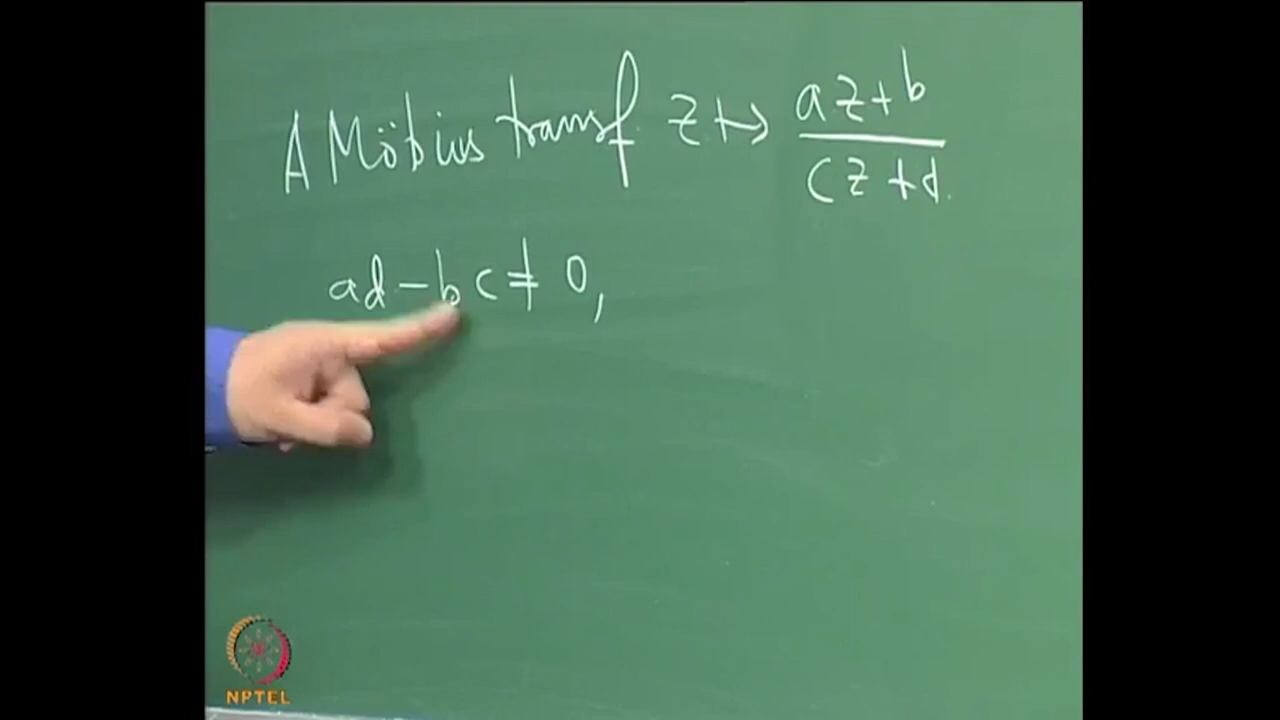 A Möbius transf. z ↦ az+b / cz+d.
ad-bc ≠ 0,
NPTEL